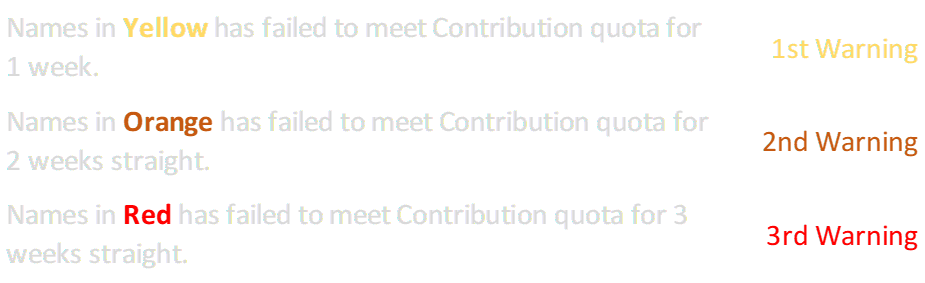 Names in Yellow has failed to meet Contribution quota for
1 week.
1st Warning
Names in Orange has failed to meet Contribution quota for
2 weeks straight.
2nd Warning
Names in Red has failed to meet Contribution quota for 3
weeks straight.
3rd Warning